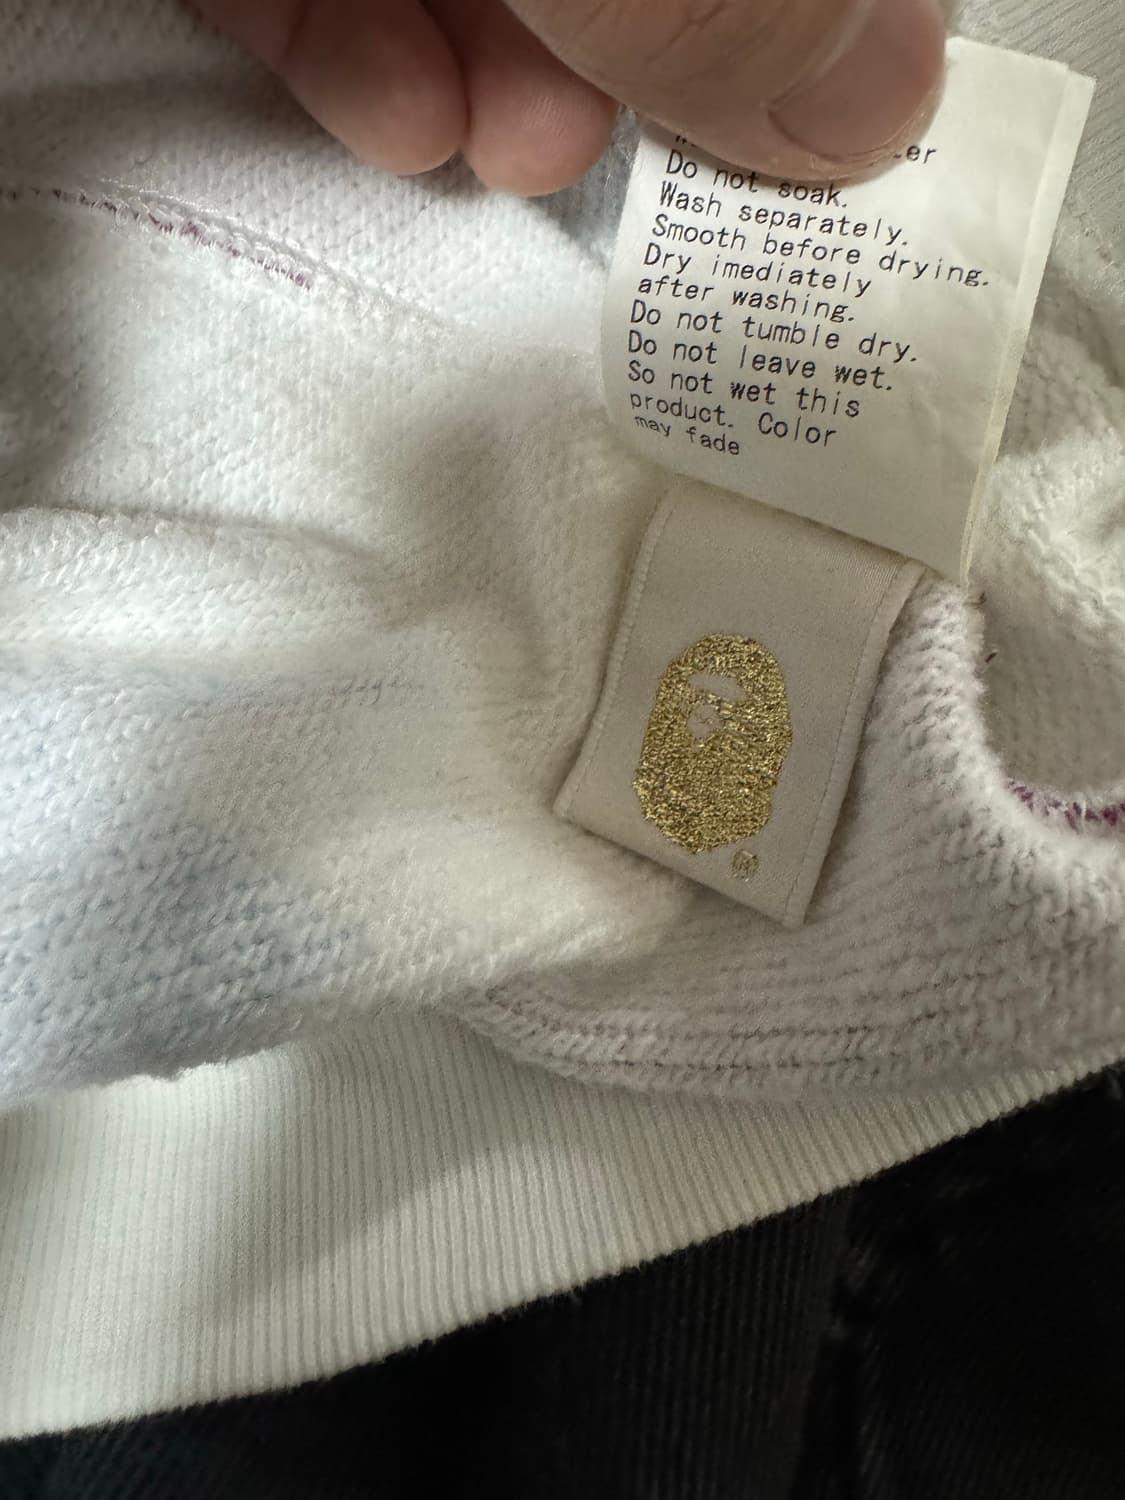 er
Do not soak.
Wash separately.
Smooth before drying.
Dry imediately
after washing.
Do not tumble dry.
Do not leave wet.
So not wet this
product. Color
may fade
®